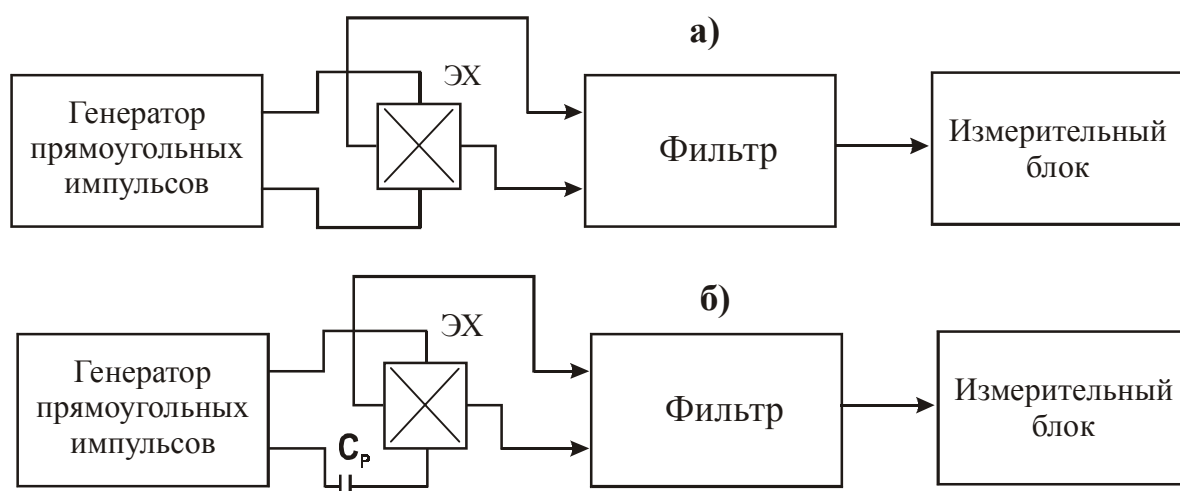 а)
ЭХ
Генератор
прямоугольных
импульсов
Фильтр
Измерительный
блок
б)
ЭХ
Генератор
прямоугольных
импульсов
Фильтр
Измерительный
блок
Cр